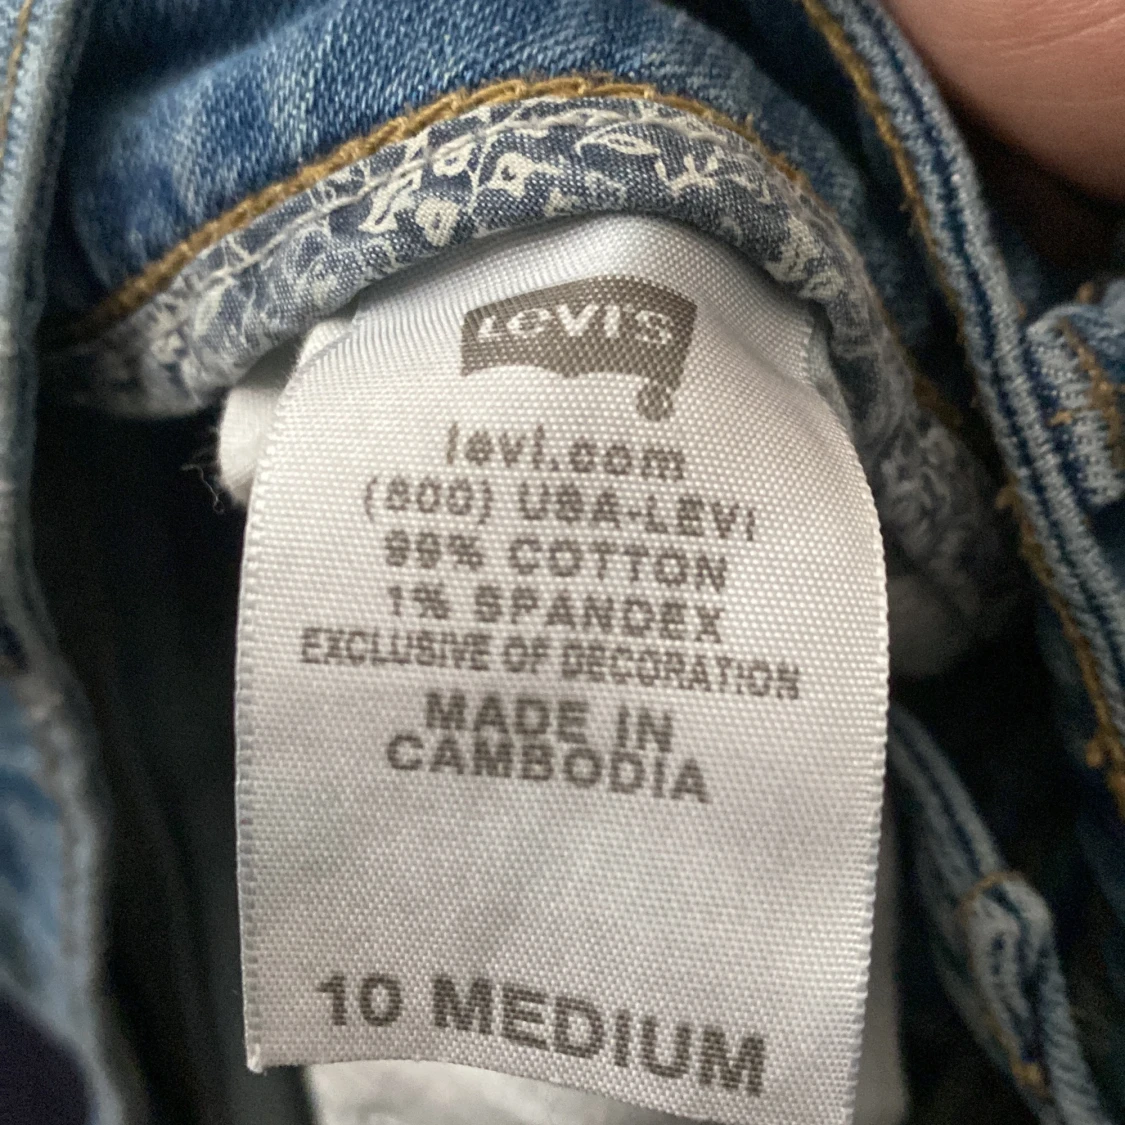 LEVI'S
levi.com
(800) USA-LEVI
99% COTTON
1% SPANDEX
EXCLUSIVE OF DECORATION
MADE IN
CAMBODIA
10 MEDIUM